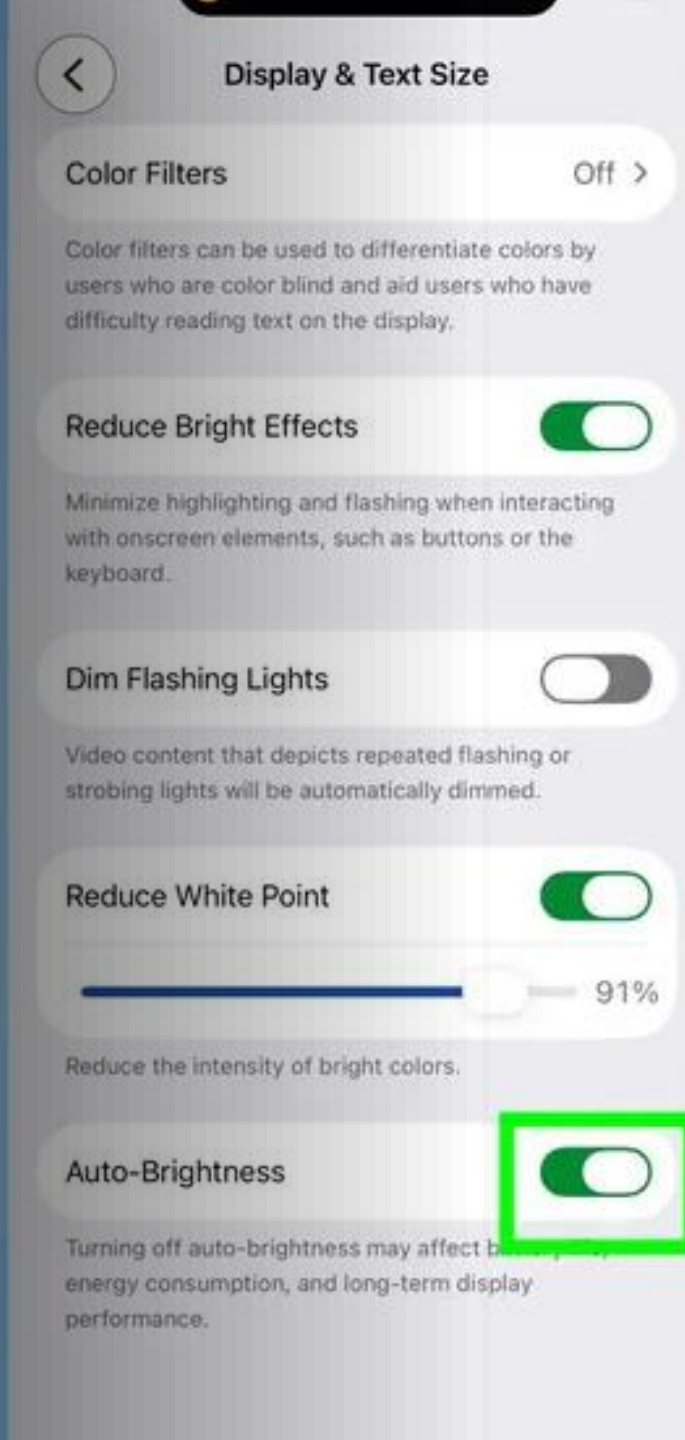 Display & Text Size
Color Filters Off
Color filters can be used to differentiate colors by
users who are color blind and aid users who have
difficulty reading text on the display.
Reduce Bright Effects
Minimize highlighting and flashing when interacting
with onscreen elements, such as buttons or the
keyboard.
Dim Flashing Lights
Video content that depicts repeated flashing or
strobing lights will be automatically dimmed.
Reduce White Point
91%
Reduce the intensity of bright colors.
Auto-Brightness
Turning off auto-brightness may affect
energy consumption, and long-term display
performance.